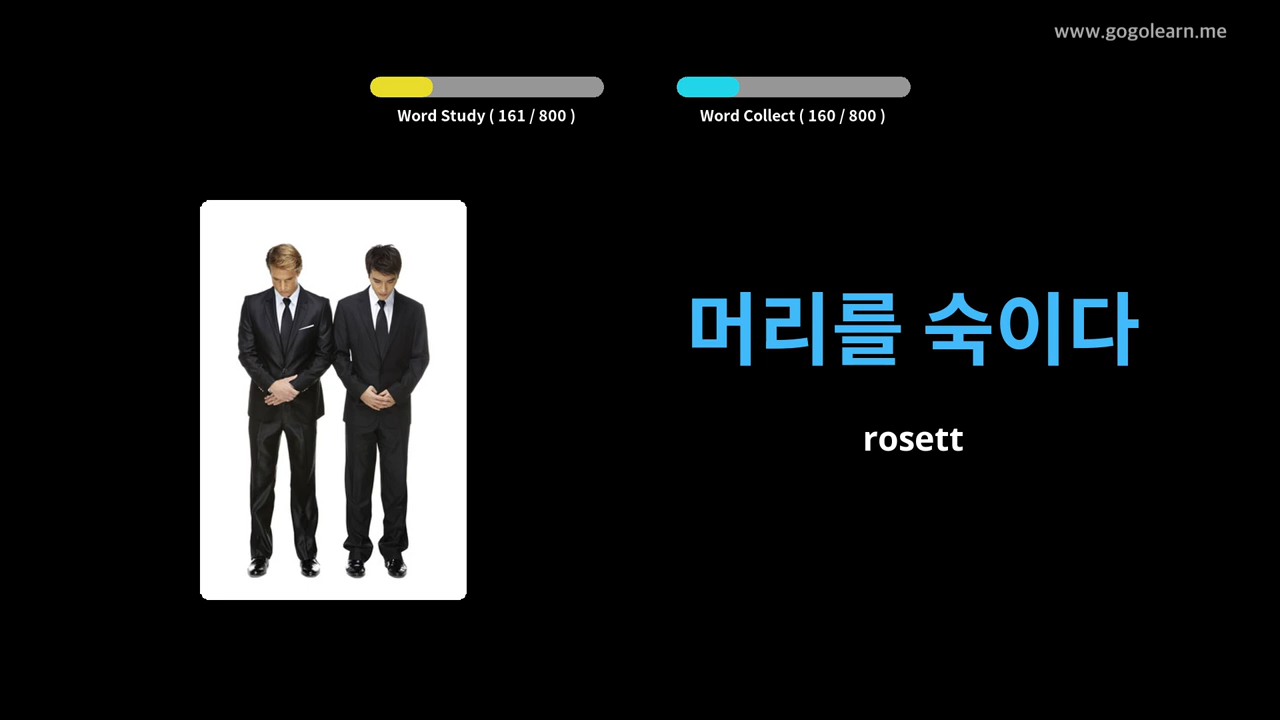 www.gogolearn.me
Word Study ( 161 / 800 )
Word Collect ( 160 / 800 )
머리를 숙이다
rosett